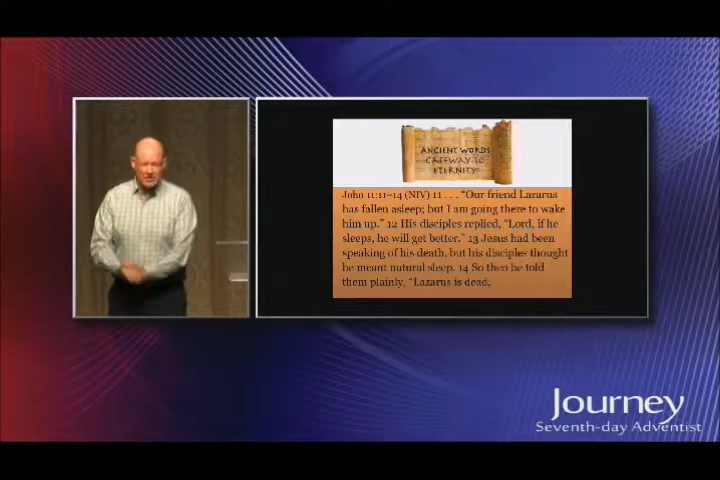 ANCIENT WORDS
GATEWAY TO
ETERNITY
John 11:11–14 (NIV) 11 . . . “Our friend Lazarus
has fallen asleep; but I am going there to wake
him up.” 12 His disciples replied, “Lord, if he
sleeps, he will get better.” 13 Jesus had been
speaking of his death, but his disciples thought
he meant natural sleep. 14 So then he told
them plainly, “Lazarus is dead,
Journey
Seventh-day Adventist